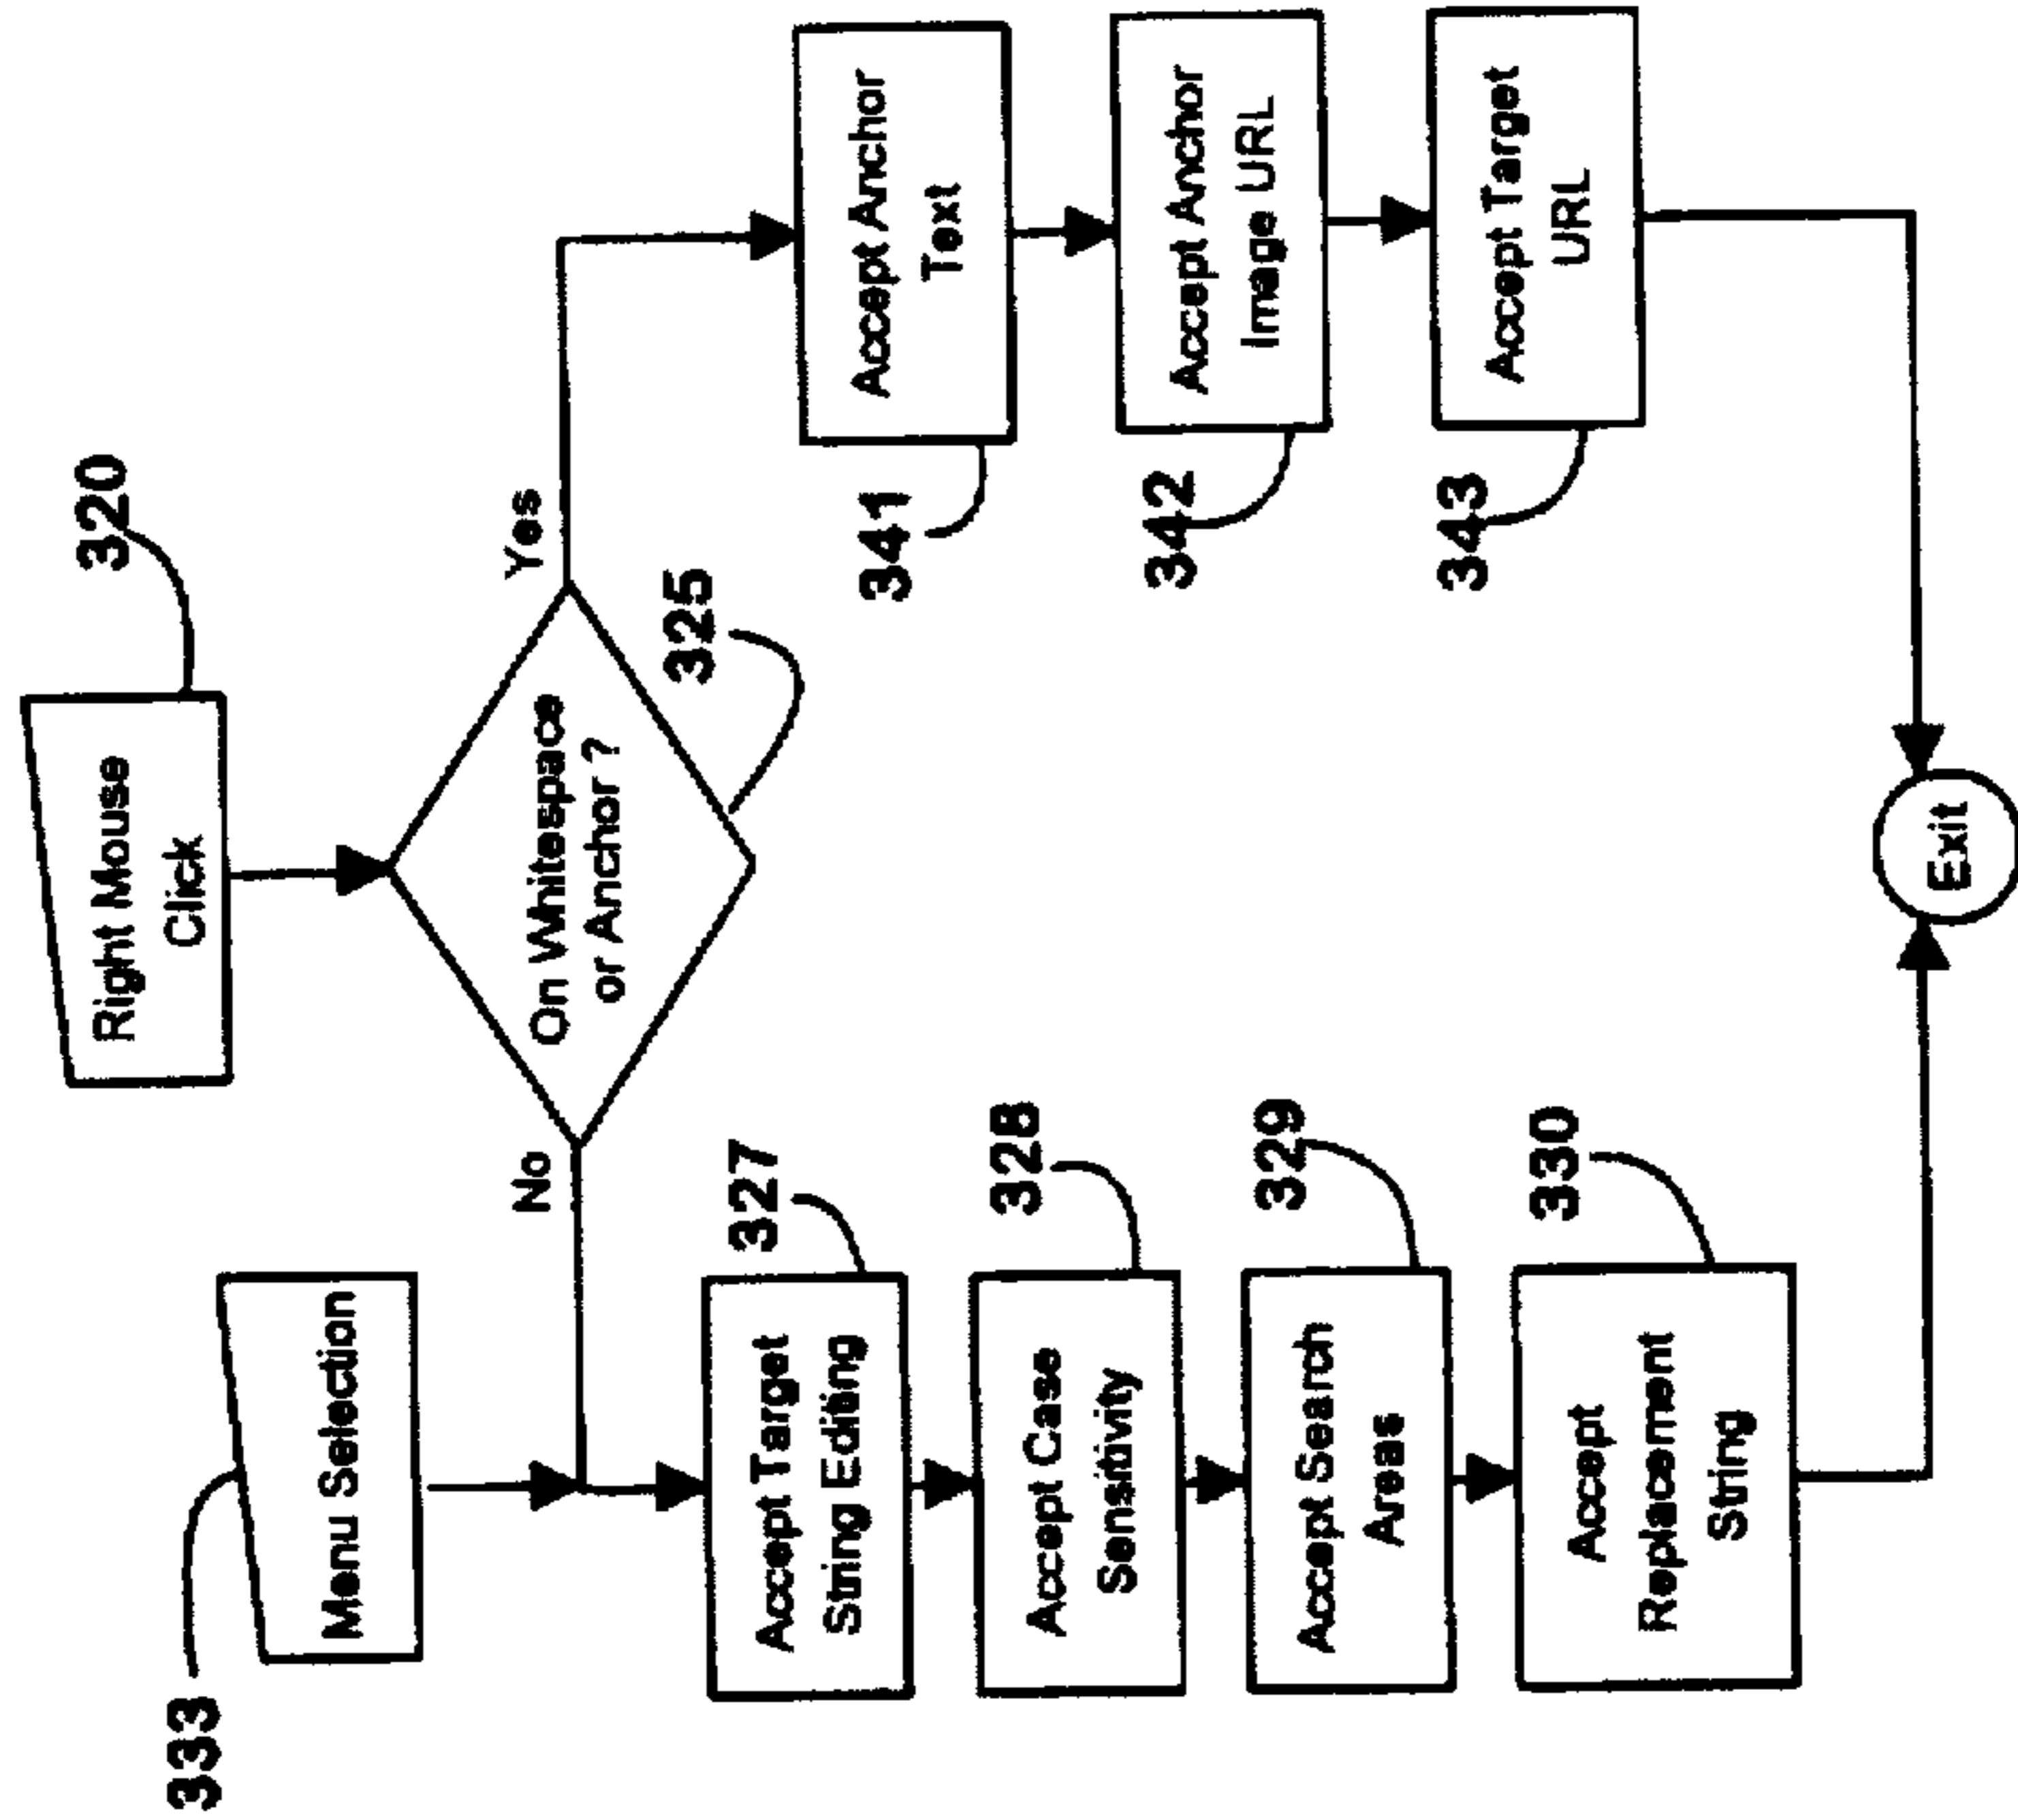 320
Right Mouse
Click
333
Menu Selection
On Whitespace
or Anchor ?
325
No
Yes
327
Accept Target
String Editing
328
Accept Case
Sensitivity
329
Accept Search
Areas
330
Accept
Replacement
String
341
Accept Anchor
Text
342
Accept Anchor
Image URL
343
Accept Target
URL
Exit